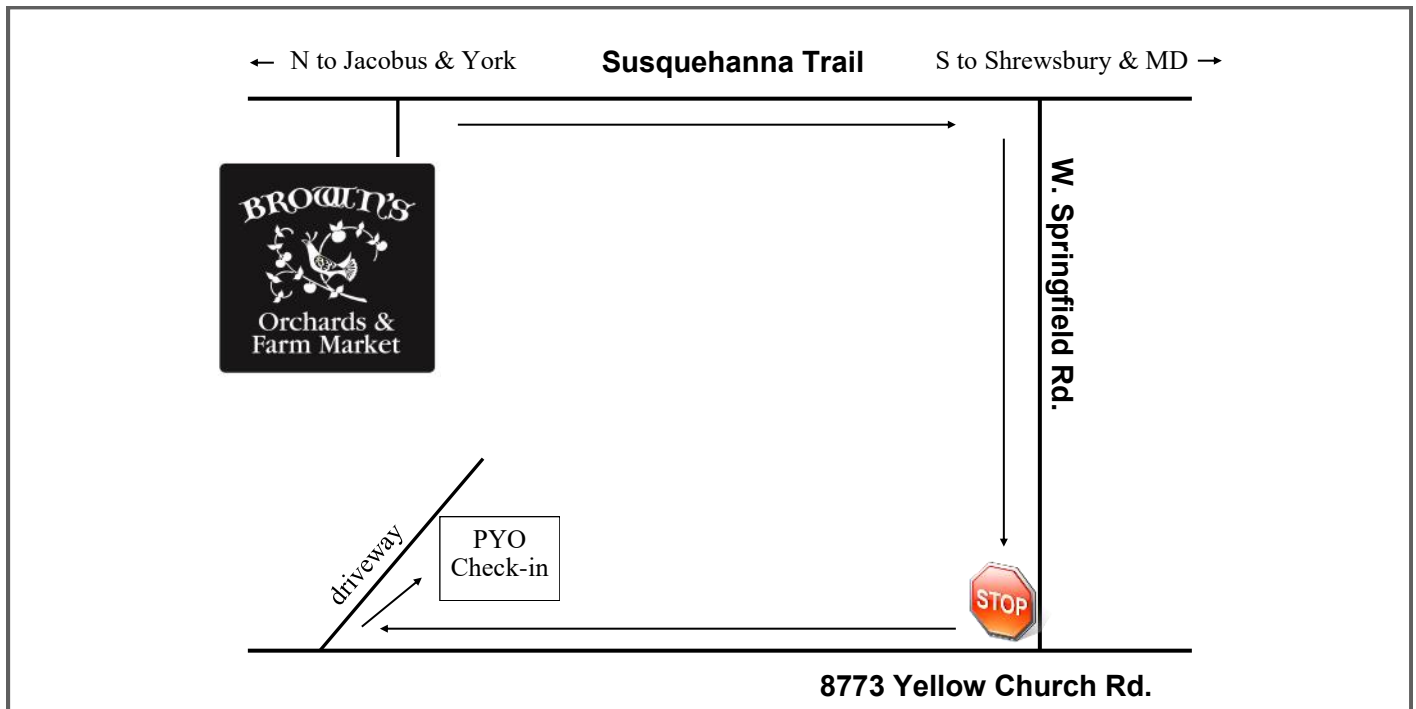 ← N to Jacobus & York
Susquehanna Trail
S to Shrewsbury & MD →
W. Springfield Rd.
BROWN'S
Orchards &
Farm Market
driveway
PYO
Check-in
STOP
8773 Yellow Church Rd.